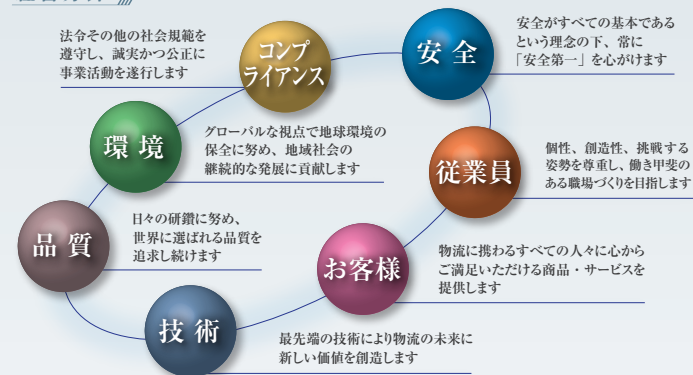 コンプ
ライアンス
法令その他の社会規範を
遵守し、誠実かつ公正に
事業活動を遂行します
安全
安全がすべての基本である
という理念の下、常に
「安全第一」を心がけます
環境
グローバルな視点で地球環境の
保全に努め、地域社会の
継続的な発展に貢献します
従業員
個性、創造性、挑戦する
姿勢を尊重し、働き甲斐の
ある職場づくりを目指します
品質
日々の研鑽に努め、
世界に選ばれる品質を
追求し続けます
お客様
物流に携わるすべての人々に心から
ご満足いただける商品・サービスを
提供します
技術
最先端の技術により物流の未来に
新しい価値を創造します